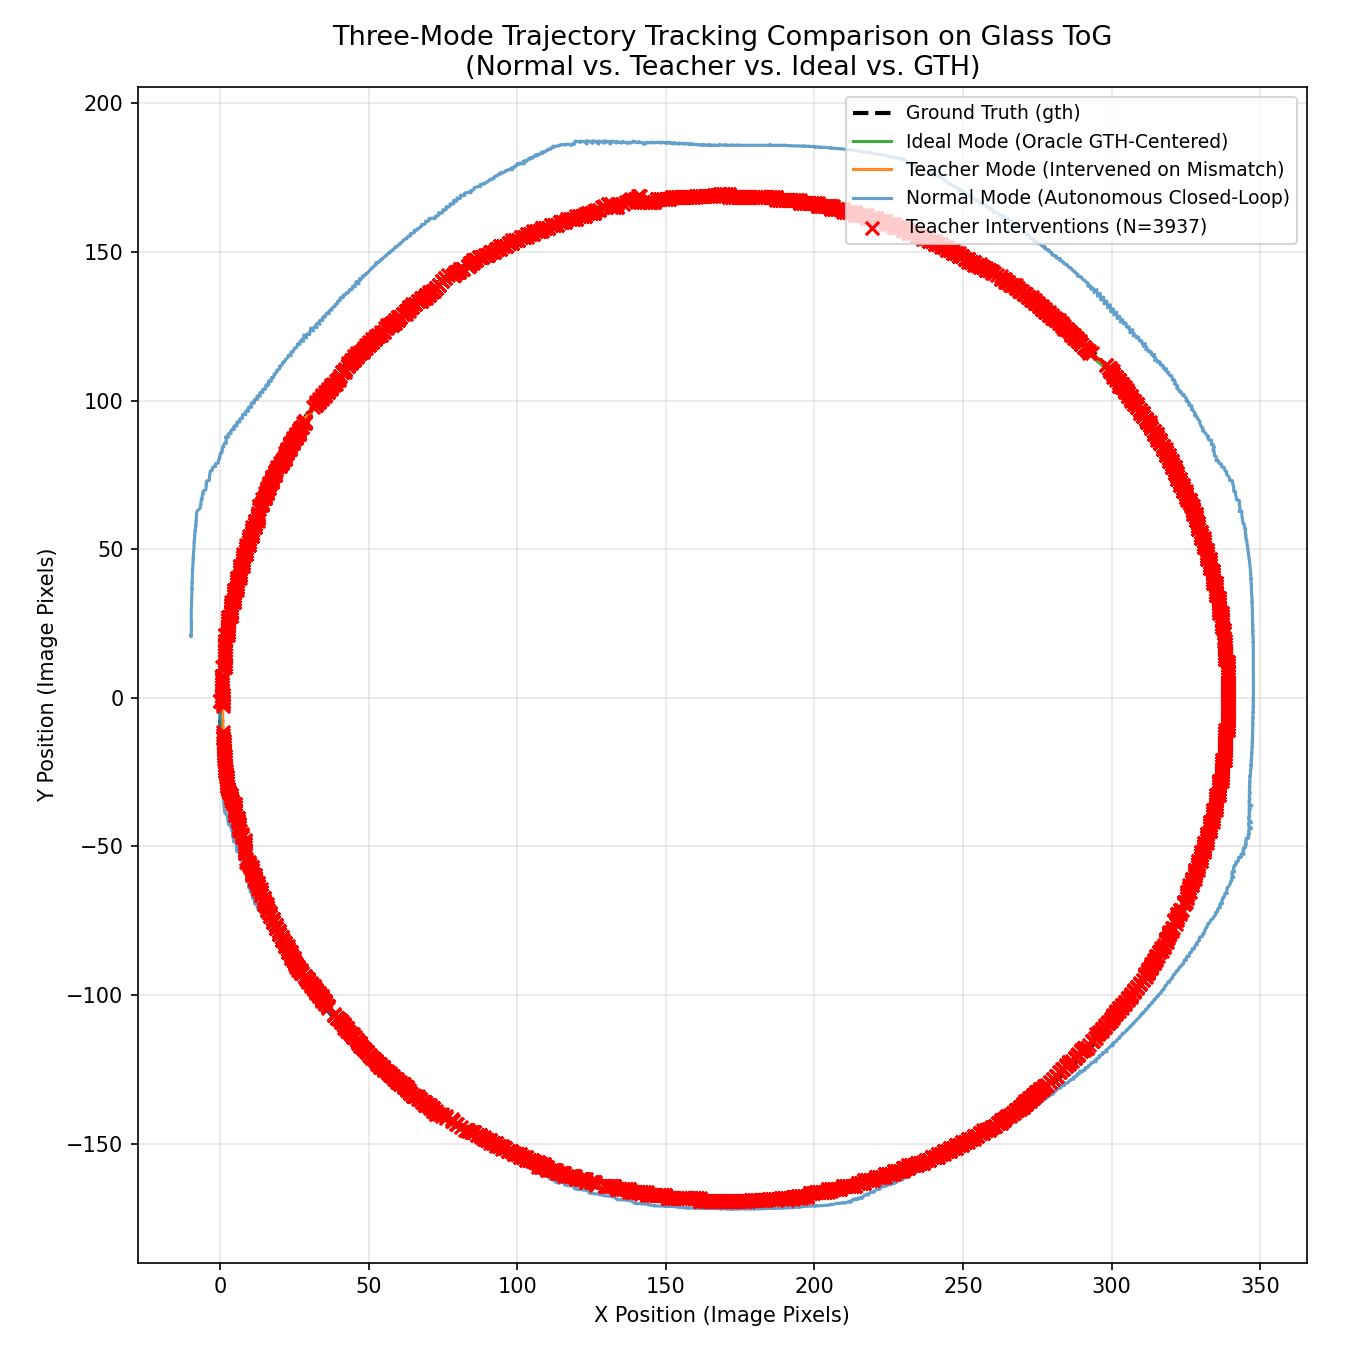 Three-Mode Trajectory Tracking Comparison on Glass ToG
(Normal vs. Teacher vs. Ideal vs. GTH)
Ground Truth (gth)
Ideal Mode (Oracle GTH-Centered)
Teacher Mode (Intervened on Mismatch)
Normal Mode (Autonomous Closed-Loop)
Teacher Interventions (N=3937)
Y Position (Image Pixels)
200
150
100
50
0
−50
−100
−150
0 50 100 150 200 250 300 350
X Position (Image Pixels)